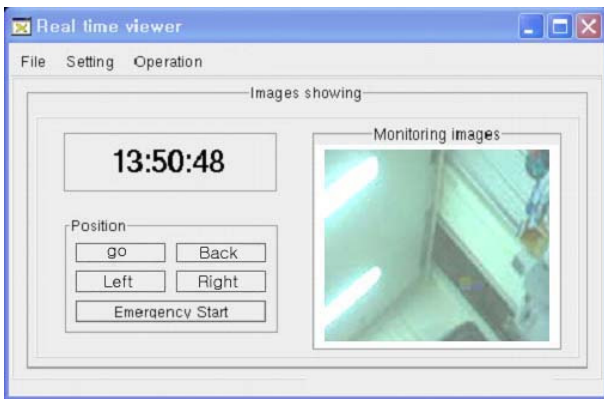 Real time viewer
File Setting Operation
Images showing
13:50:48
Monitoring images
Position
go Back
Left Right
Emergency Start